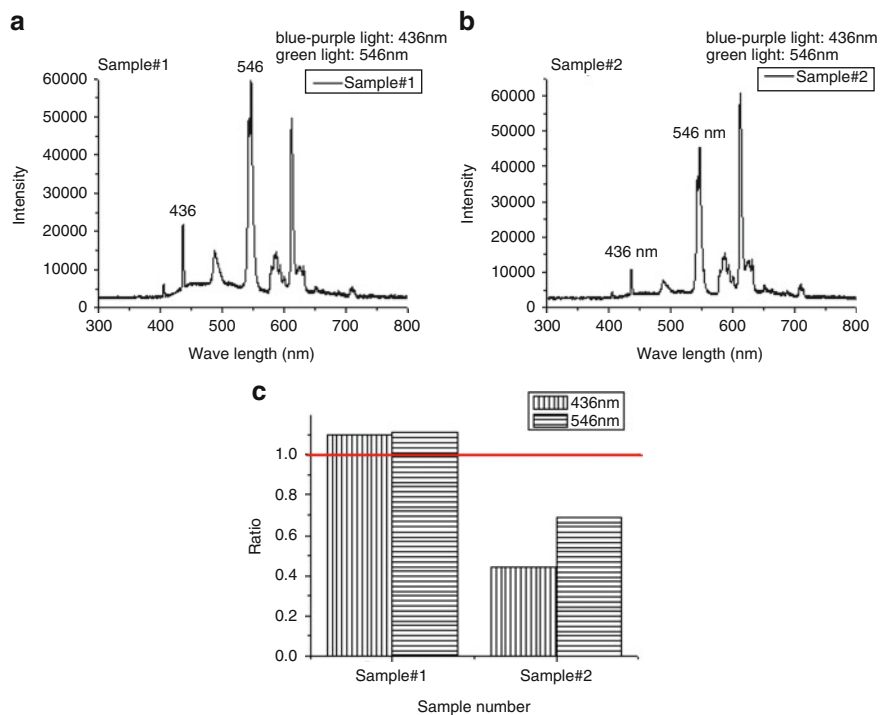 a
blue-purple light: 436nm
green light: 546nm
Sample#1
546
Sample#1
60000
50000
40000
30000
20000
10000
0
Intensity
436
300
400
500
600
700
800
Wave length (nm)
b
blue-purple light: 436nm
green light: 546nm
Sample#2
Sample#2
60000
50000
40000
30000
20000
10000
0
Intensity
546 nm
436 nm
300
400
500
600
700
800
Wave length (nm)
c
436nm
546nm
1.0
0.8
0.6
0.4
0.2
0.0
Ratio
Sample#1
Sample#2
Sample number